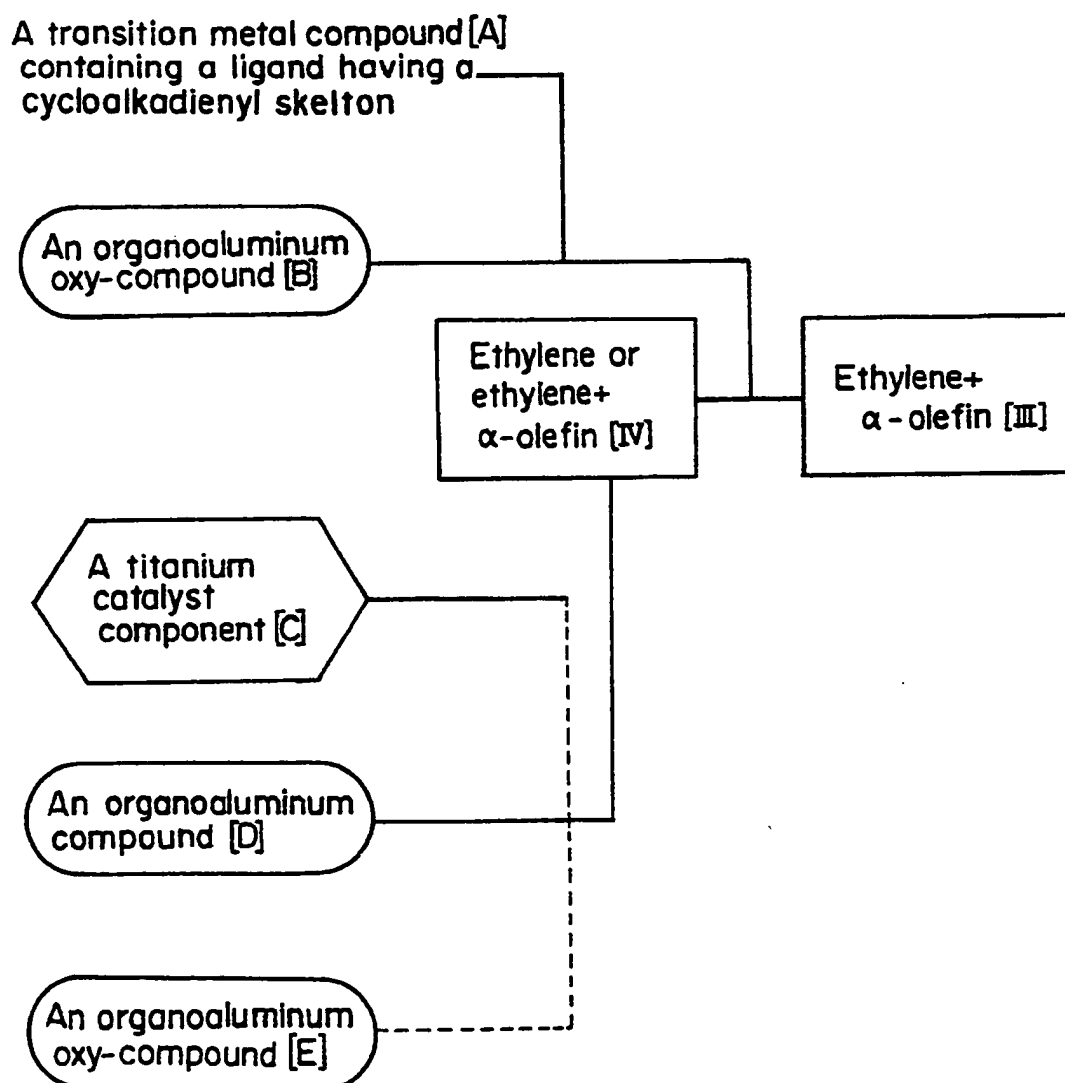 A transition metal compound [A]
containing a ligand having a
cycloalkadienyl skelton
An organoaluminum
oxy-compound [B]
Ethylene or
ethylene+
α-olefin [IV]
Ethylene+
α-olefin [III]
A titanium
catalyst
component [C]
An organoaluminum
compound [D]
An organoaluminum
oxy-compound [E]